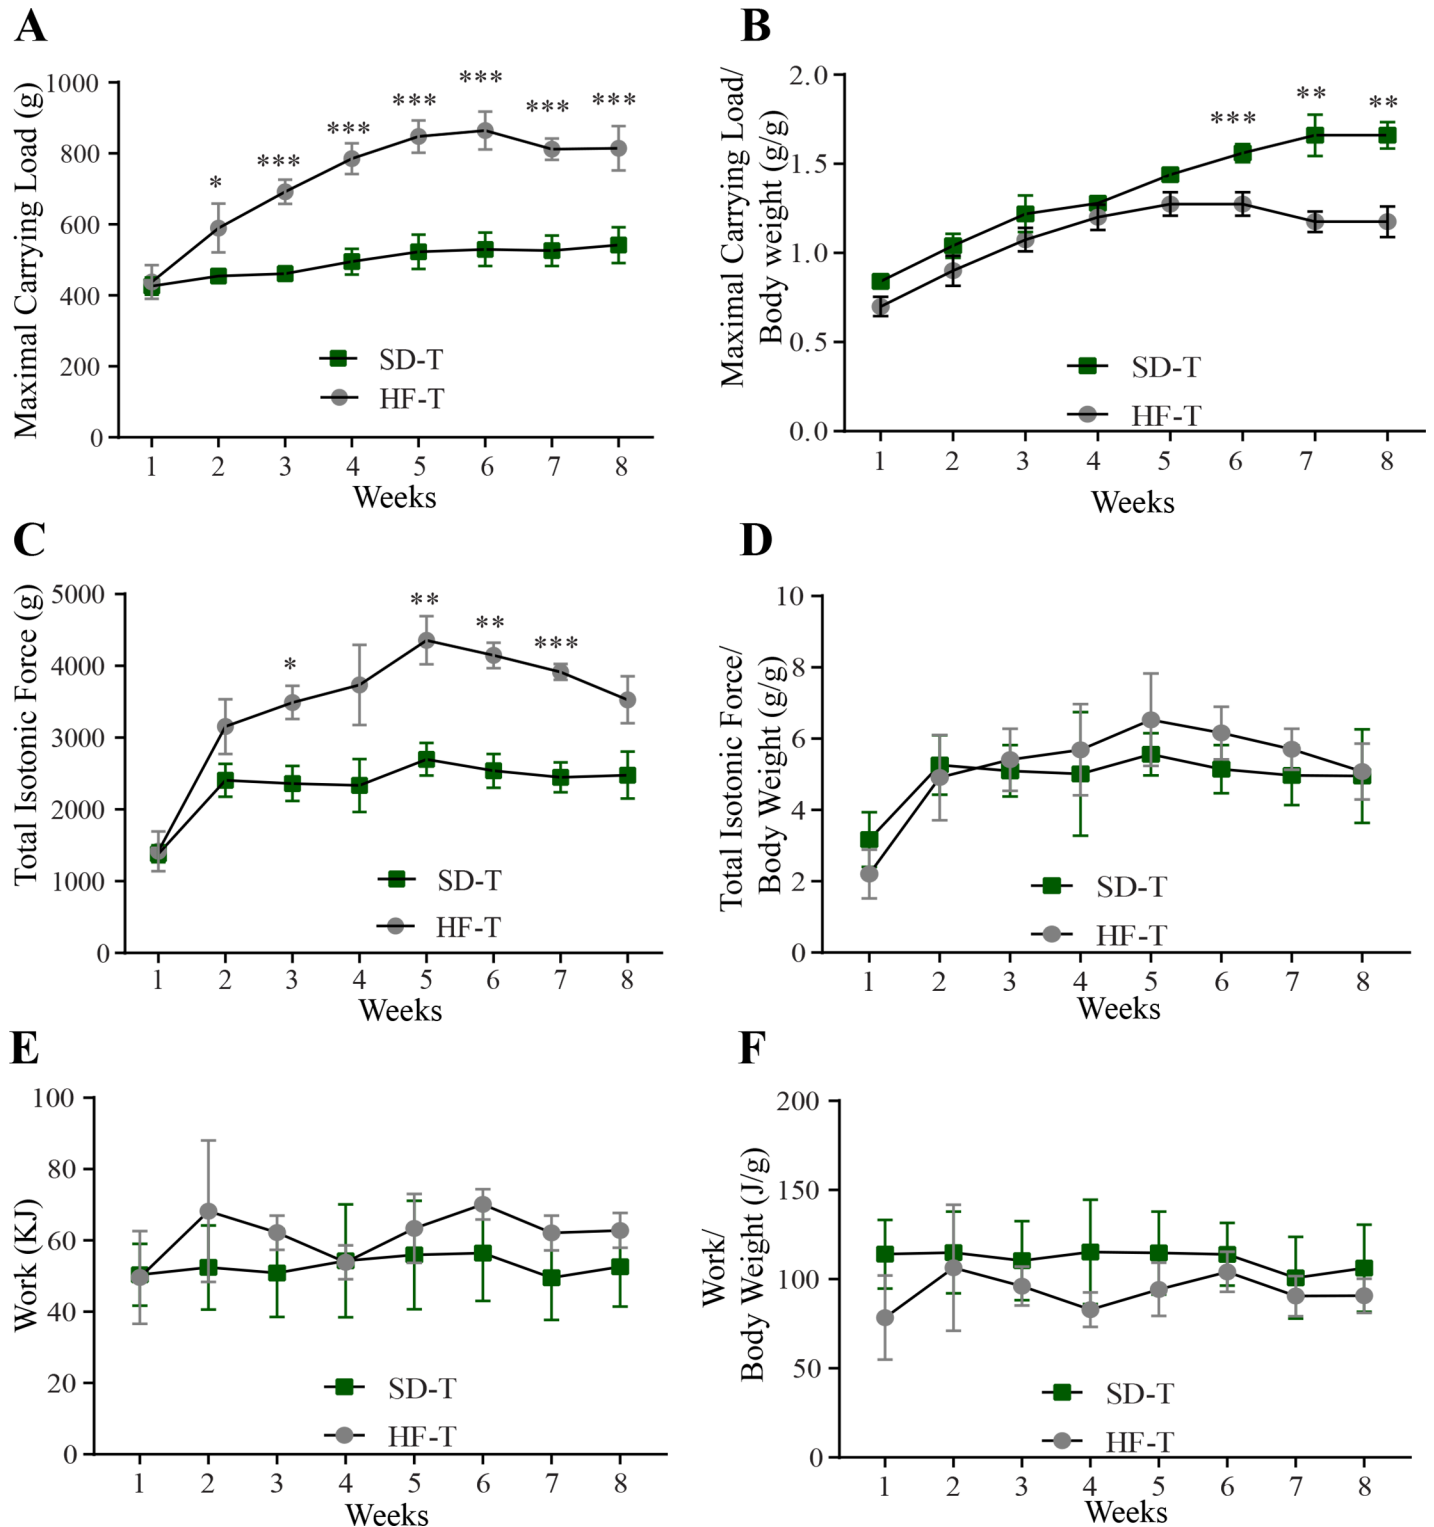 A
Maximal Carrying Load (g)
1000
800
600
400
200
0
*
***
***
***
***
***
***
SD-T
HF-T
1 2 3 4 5 6 7 8
Weeks
B
Maximal Carrying Load/
Body weight (g/g)
2.0
1.5
1.0
0.5
0.0
***
**
**
SD-T
HF-T
1 2 3 4 5 6 7 8
Weeks
C
Total Isotonic Force (g)
5000
4000
3000
2000
1000
0
*
**
**
***
SD-T
HF-T
1 2 3 4 5 6 7 8
Weeks
D
Total Isotonic Force/
Body Weight (g/g)
10
8
6
4
2
0
SD-T
HF-T
1 2 3 4 5 6 7 8
Weeks
E
Work (KJ)
100
80
60
40
20
0
SD-T
HF-T
1 2 3 4 5 6 7 8
Weeks
F
Work/
Body Weight (J/g)
200
150
100
50
0
SD-T
HF-T
1 2 3 4 5 6 7 8
Weeks